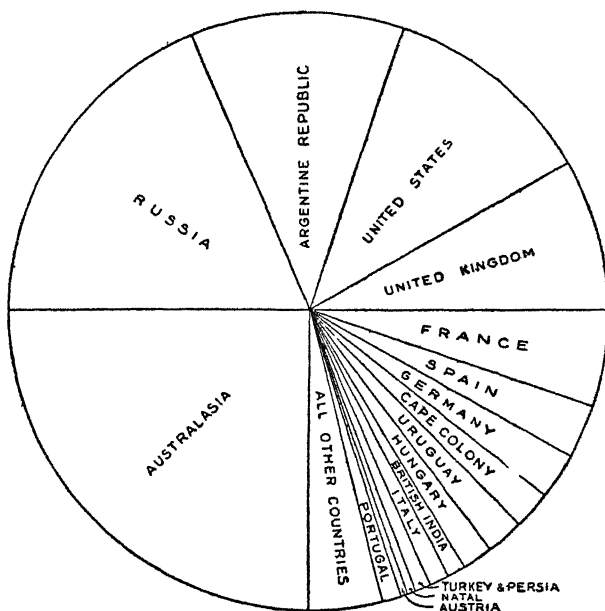 RUSSIA
ARGENTINE REPUBLIC
UNITED STATES
UNITED KINGDOM
FRANCE
SPAIN
GERMANY
CAPE COLONY
URUGUAY
HUNGARY
BRITISH INDIA
ITALY
TURKEY & PERSIA
NATAL
AUSTRIA
PORTUGAL
ALL OTHER COUNTRIES
AUSTRALASIA